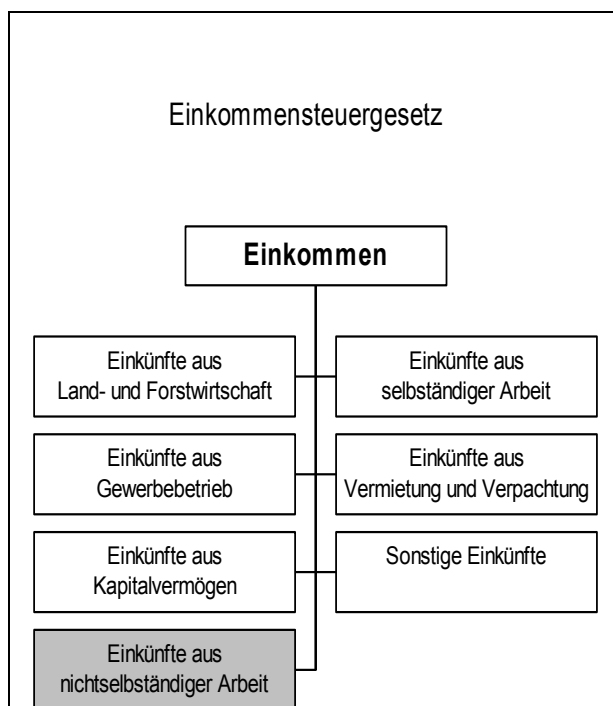 Einkommensteuergesetz
Einkommen
Einkünfte aus
Land- und Forstwirtschaft
Einkünfte aus
selbständiger Arbeit
Einkünfte aus
Gewerbebetrieb
Einkünfte aus
Vermietung und Verpachtung
Einkünfte aus
Kapitalvermögen
Sonstige Einkünfte
Einkünfte aus
nichtselbständiger Arbeit